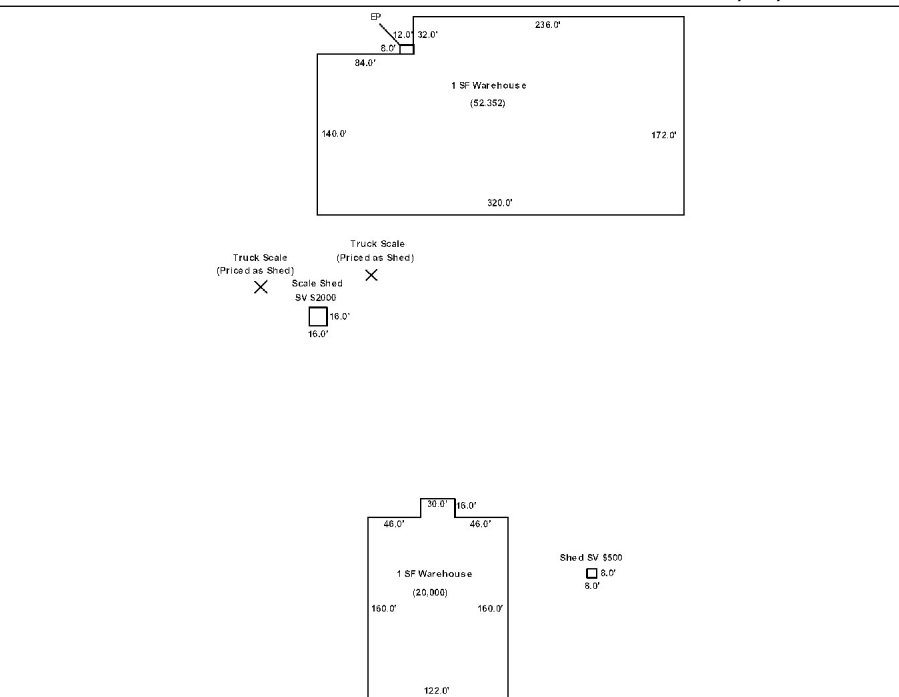 EP
236.0'
12.0' 32.0'
8.0'
84.0'
1 SF Warehouse
(52,352)
140.0'
172.0'
320.0'
Truck Scale
(Priced as Shed)
Truck Scale
(Priced as Shed)
Scale Shed
SV $2000
16.0'
16.0'
30.0' 16.0'
46.0'
46.0'
Shed SV $500
8.0'
8.0'
1 SF Warehouse
(20,000)
160.0'
160.0'
122.0'